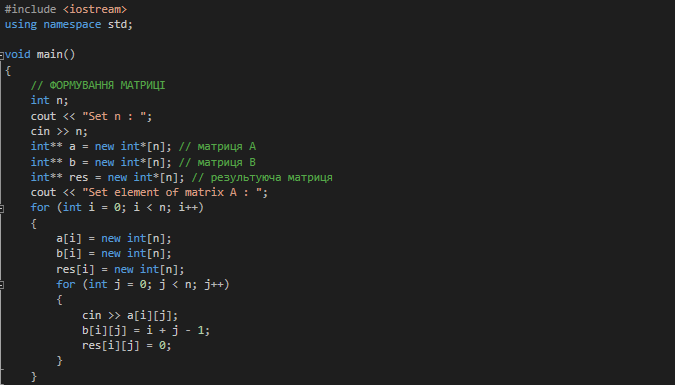 #include <iostream>
using namespace std;
void main()
{
// ФОРМУВАННЯ МАТРИЦІ
int n;
cout << "Set n : ";
cin >> n;
int** a = new int*[n]; // матриця A
int** b = new int*[n]; // матриця B
int** res = new int*[n]; // результуюча матриця
cout << "Set element of matrix A : ";
for (int i = 0; i < n; i++)
{
a[i] = new int[n];
b[i] = new int[n];
res[i] = new int[n];
for (int j = 0; j < n; j++)
{
cin >> a[i][j];
b[i][j] = i + j - 1;
res[i][j] = 0;
}
}